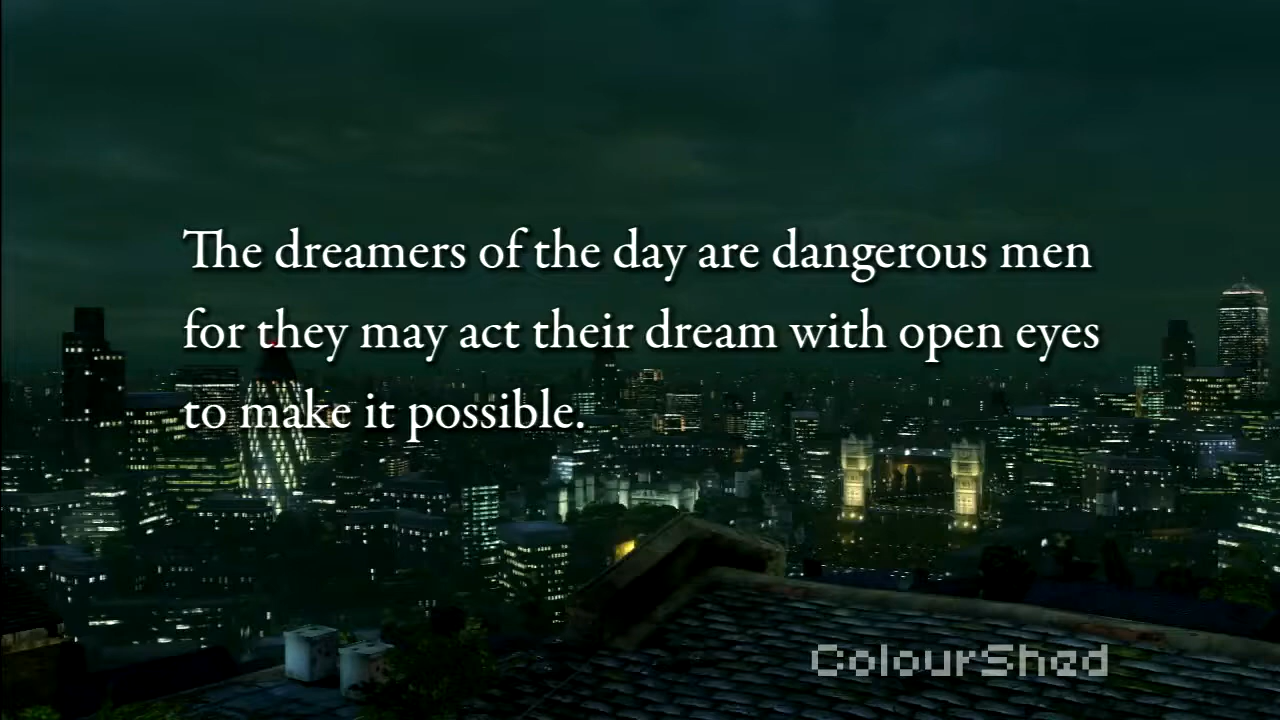 The dreamers of the day are dangerous men
for they may act their dream with open eyes
to make it possible.
ColourShed